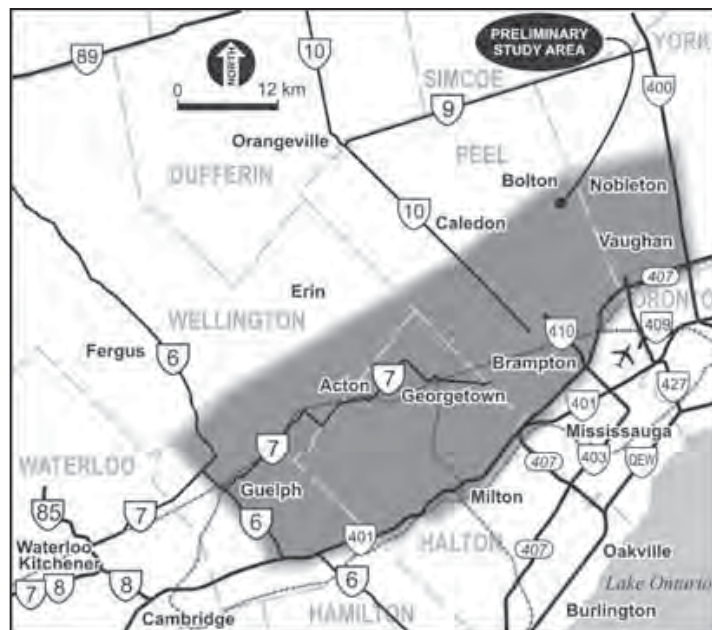 PRELIMINARY
STUDY AREA
YORK
89
10
NORTH
0 12 km
SIMCOE
9
400
Orangeville
PEEL
DUFFERIN
Bolton
Nobleton
10
Caledon
Vaughan
407
Erin
WELLINGTON
410
409
Fergus
6
Brampton
Acton
7
Georgetown
427
401
7
Mississauga
WATERLOO
407
403
QEW
Guelph
85
7
6
Milton
401
HALTON
407
Waterloo
Kitchener
Oakville
7
8
8
6
Lake Ontario
Cambridge
HAMILTON
Burlington